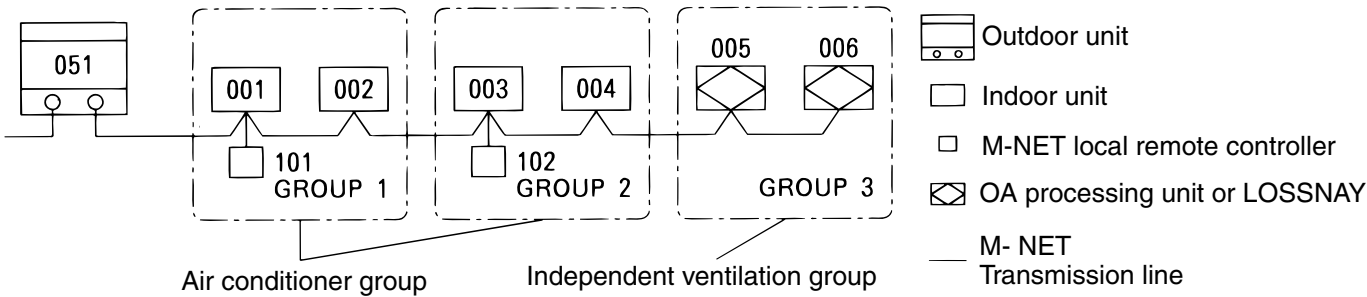 051
001
002
101
GROUP 1
003
004
102
GROUP 2
005 006
GROUP 3
Air conditioner group
Independent ventilation group
Outdoor unit
Indoor unit
M-NET local remote controller
OA processing unit or LOSSNAY
M- NET
Transmission line